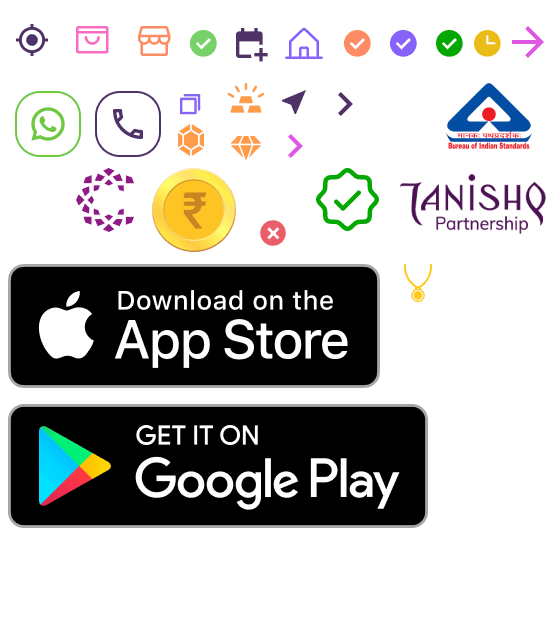 मानकः पथप्रदर्शकः
Bureau of Indian Standards
TANISHQ
Partnership
₹
Download on the
App Store
GET IT ON
Google Play